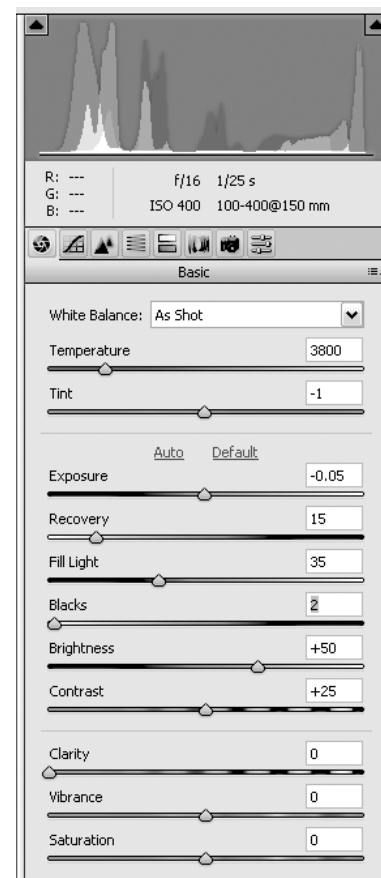 R: ---
G: ---
B: ---
f/16 1/25 s
ISO 400 100-400@150 mm
Basic
White Balance: As Shot
Temperature 3800
Tint -1
Auto Default
Exposure -0.05
Recovery 15
Fill Light 35
Blacks 2
Brightness +50
Contrast +25
Clarity 0
Vibrance 0
Saturation 0